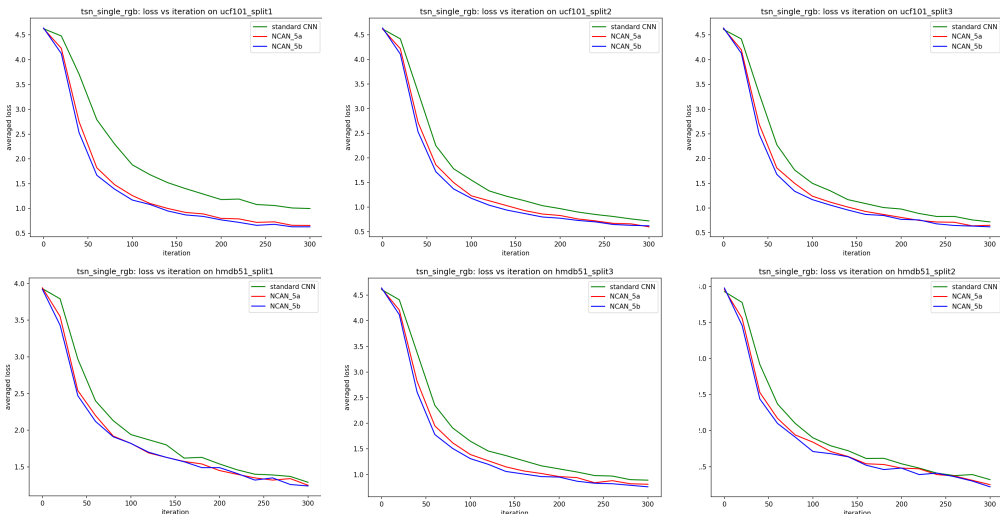 tsn_single_rgb: loss vs iteration on ucf101_split1
standard CNN
NCAN_5a
NCAN_5b
averaged loss
4.5
4.0
3.5
3.0
2.5
2.0
1.5
1.0
0.5
0 50 100 150 200 250 300
iteration
tsn_single_rgb: loss vs iteration on ucf101_split2
standard CNN
NCAN_5a
NCAN_5b
averaged loss
4.5
4.0
3.5
3.0
2.5
2.0
1.5
1.0
0.5
0 50 100 150 200 250 300
iteration
tsn_single_rgb: loss vs iteration on ucf101_split3
standard CNN
NCAN_5a
NCAN_5b
averaged loss
4.5
4.0
3.5
3.0
2.5
2.0
1.5
1.0
0.5
0 50 100 150 200 250 300
iteration
tsn_single_rgb: loss vs iteration on hmdb51_split1
standard CNN
NCAN_5a
NCAN_5b
averaged loss
4.0
3.5
3.0
2.5
2.0
1.5
0 50 100 150 200 250 300
iteration
tsn_single_rgb: loss vs iteration on hmdb51_split3
standard CNN
NCAN_5a
NCAN_5b
averaged loss
4.5
4.0
3.5
3.0
2.5
2.0
1.5
1.0
0 50 100 150 200 250 300
iteration
tsn_single_rgb: loss vs iteration on hmdb51_split2
standard CNN
NCAN_5a
NCAN_5b
.0
.5
.0
.5
.0
.5
0 50 100 150 200 250 300
iteration